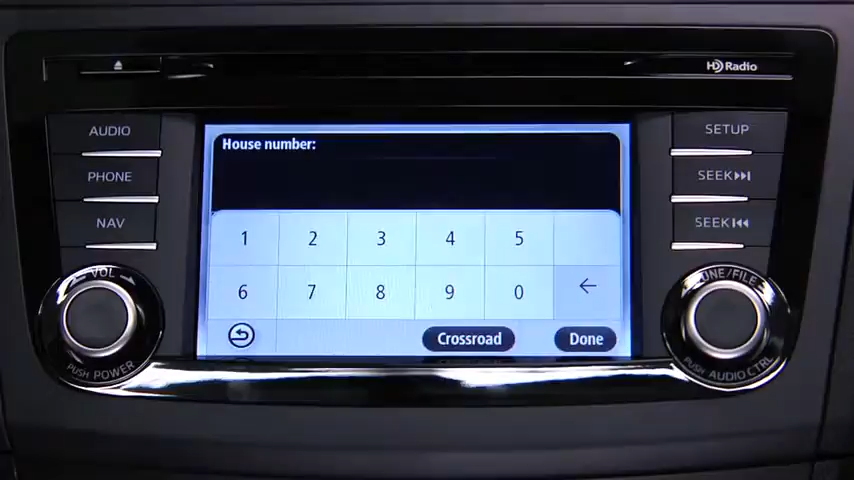 HD Radio
AUDIO
PHONE
NAV
SETUP
SEEK
SEEK
House number:
1 2 3 4 5
6 7 8 9 0
Crossroad
Done
VOL
PUSH POWER
TUNE/FILE
PUSH AUDIO CTRL